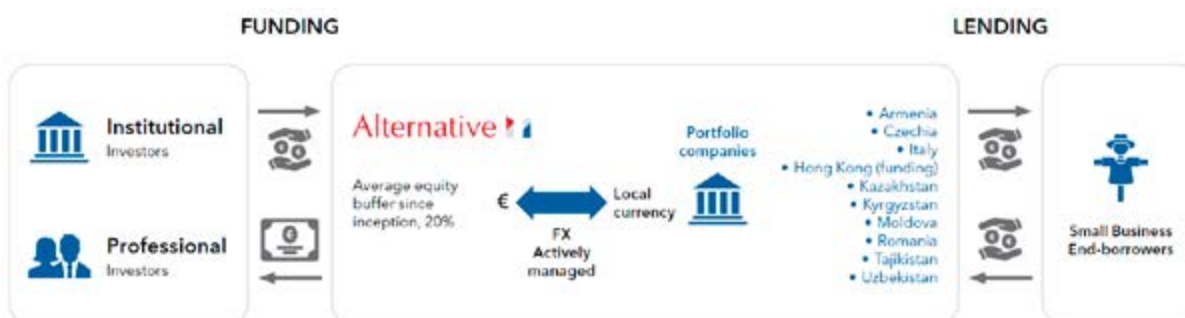 FUNDING
LENDING
Institutional
Investors
Professional
Investors
Alternative
Average equity
buffer since
inception, 20%
€
FX
Actively
managed
Local
currency
Portfolio
companies
• Armenia
• Czechia
• Italy
• Hong Kong (funding)
• Kazakhstan
• Kyrgyzstan
• Moldova
• Romania
• Tajikistan
• Uzbekistan
Small Business
End-borrowers